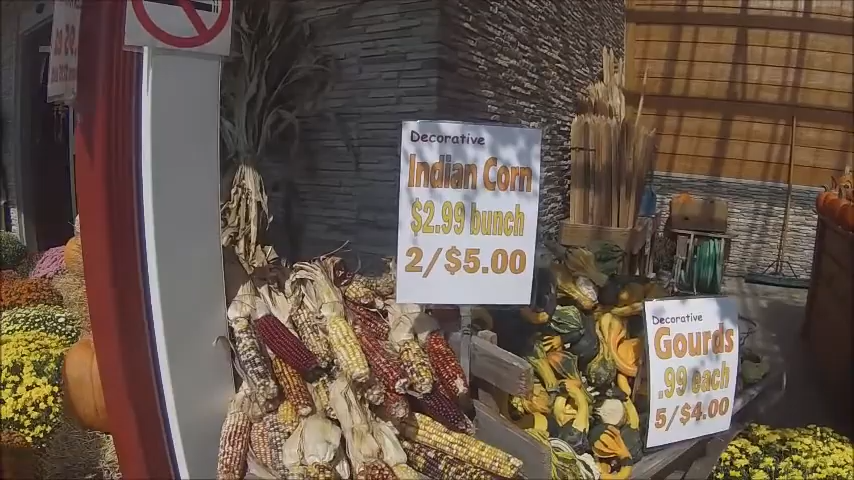 Decorative
Indian Corn
$2.99 bunch
2/$5.00
Decorative
Gourds
.99 each
5/$4.00